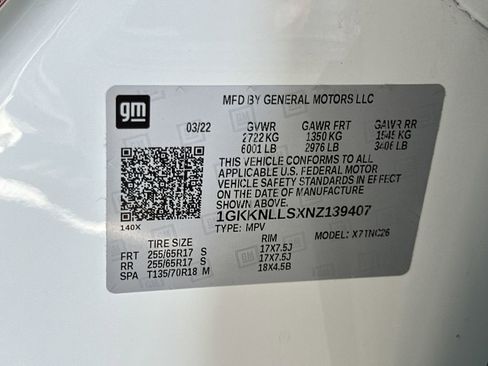 gm
MFD BY GENERAL MOTORS LLC
03/22 GVWR GAWR FRT GAWR RR
2722 KG 1350 KG 1545 KG
6001 LB 2976 LB 3406 LB
THIS VEHICLE CONFORMS TO ALL
APPLICABLE U.S. FEDERAL MOTOR
VEHICLE SAFETY STANDARDS IN EFFECT
ON THE DATE OF MANUFACTURE
SHOWN ABOVE.
1GKKNLLSXNZ139407
140X TYPE: MPV MODEL: X7TNC26
TIRE SIZE RIM
FRT 255/65R17 S 17X7.5J
RR 255/65R17 S 17X7.5J
SPA T135/70R18 M 18X4.5B